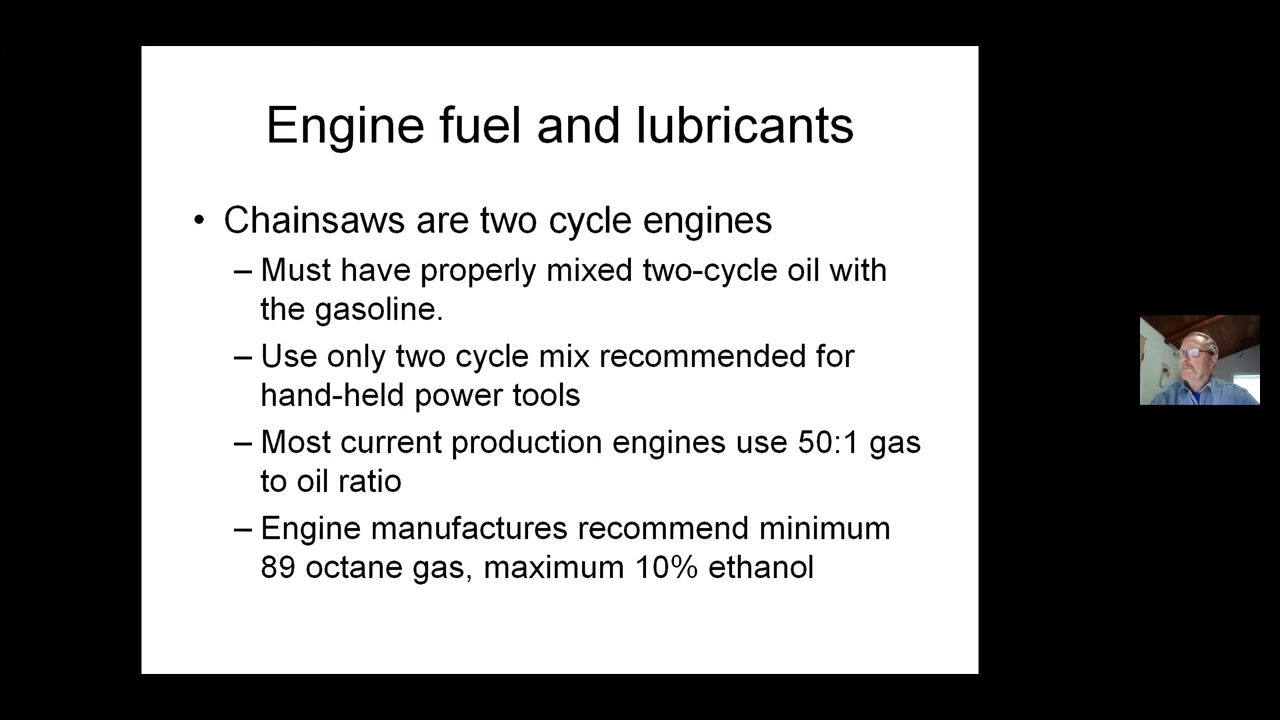 Engine fuel and lubricants
• Chainsaws are two cycle engines
– Must have properly mixed two-cycle oil with
the gasoline.
– Use only two cycle mix recommended for
hand-held power tools
– Most current production engines use 50:1 gas
to oil ratio
– Engine manufactures recommend minimum
89 octane gas, maximum 10% ethanol